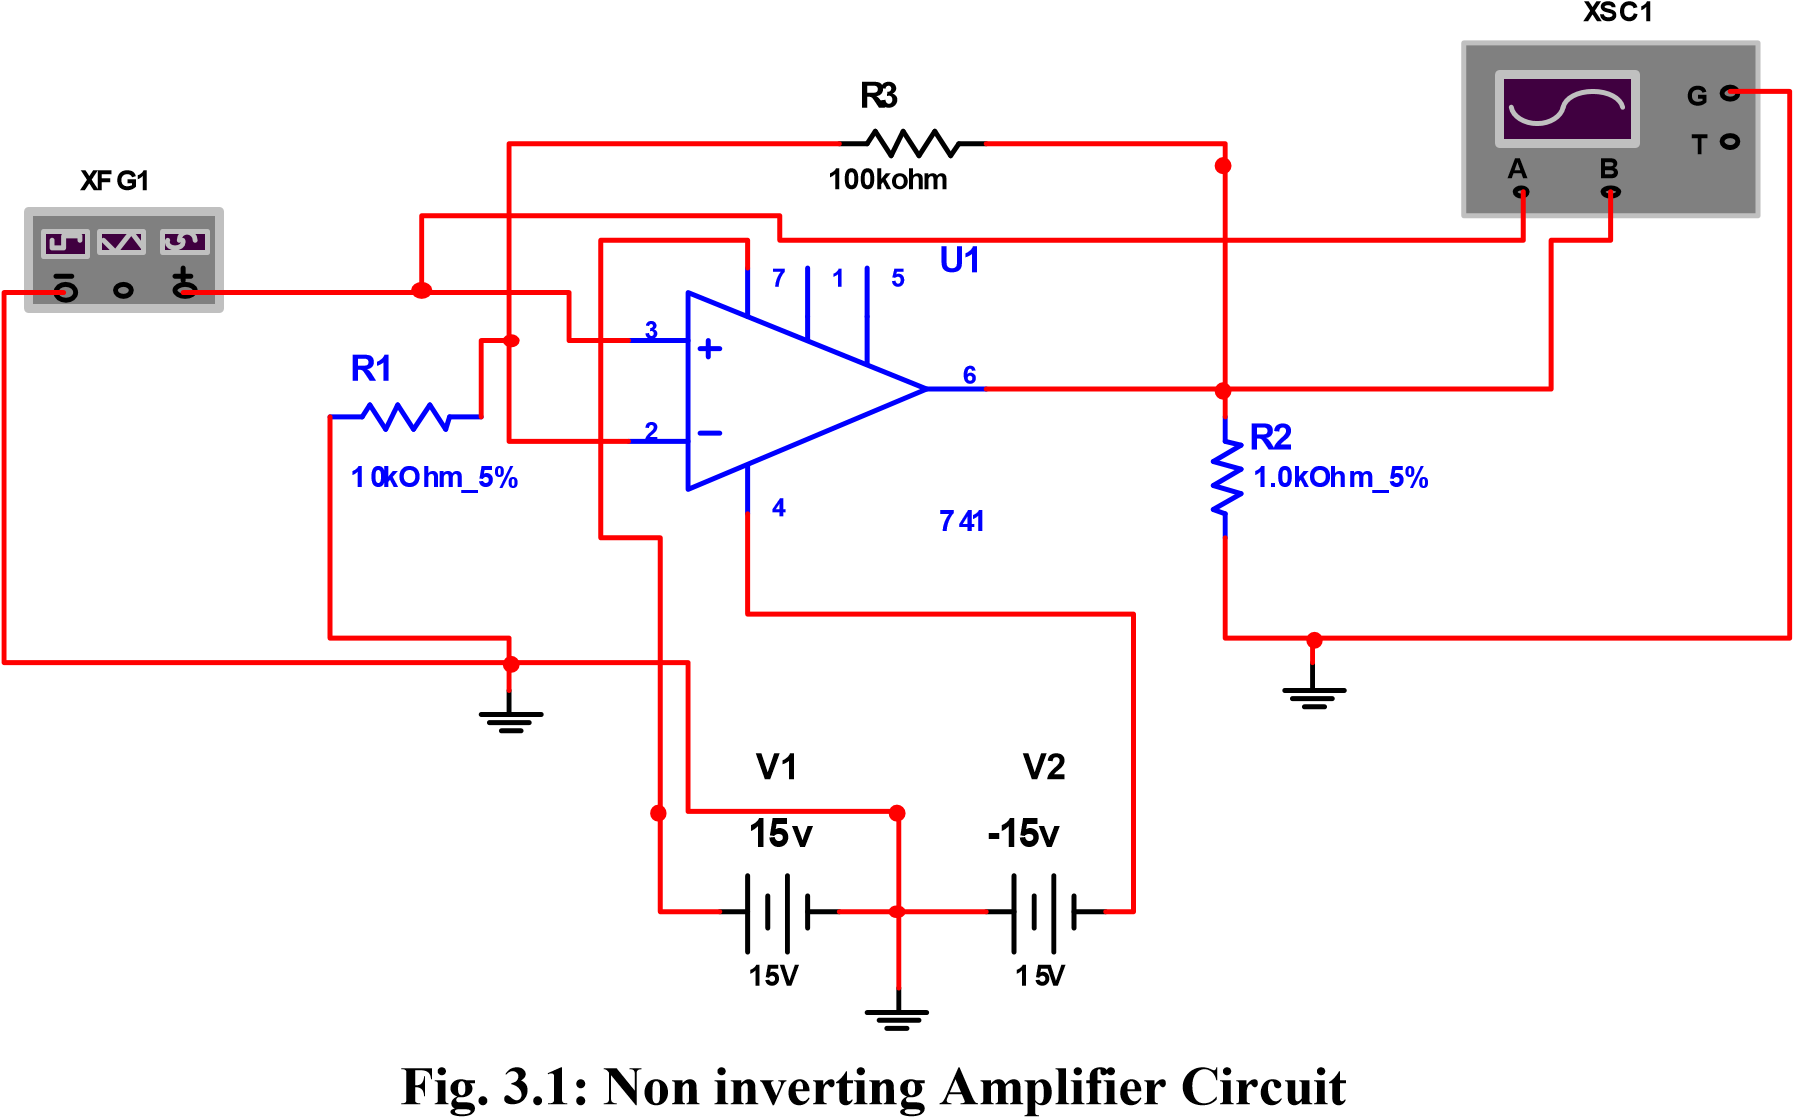 XSC1
G
T
A
B
R3
100kohm
XFG1
− +
U1
7
1
5
3
+
6
R1
2
−
10kOhm_5%
R2
1.0kOhm_5%
4
741
V1
V2
15v
-15v
15V
15V
Fig. 3.1: Non inverting Amplifier Circuit